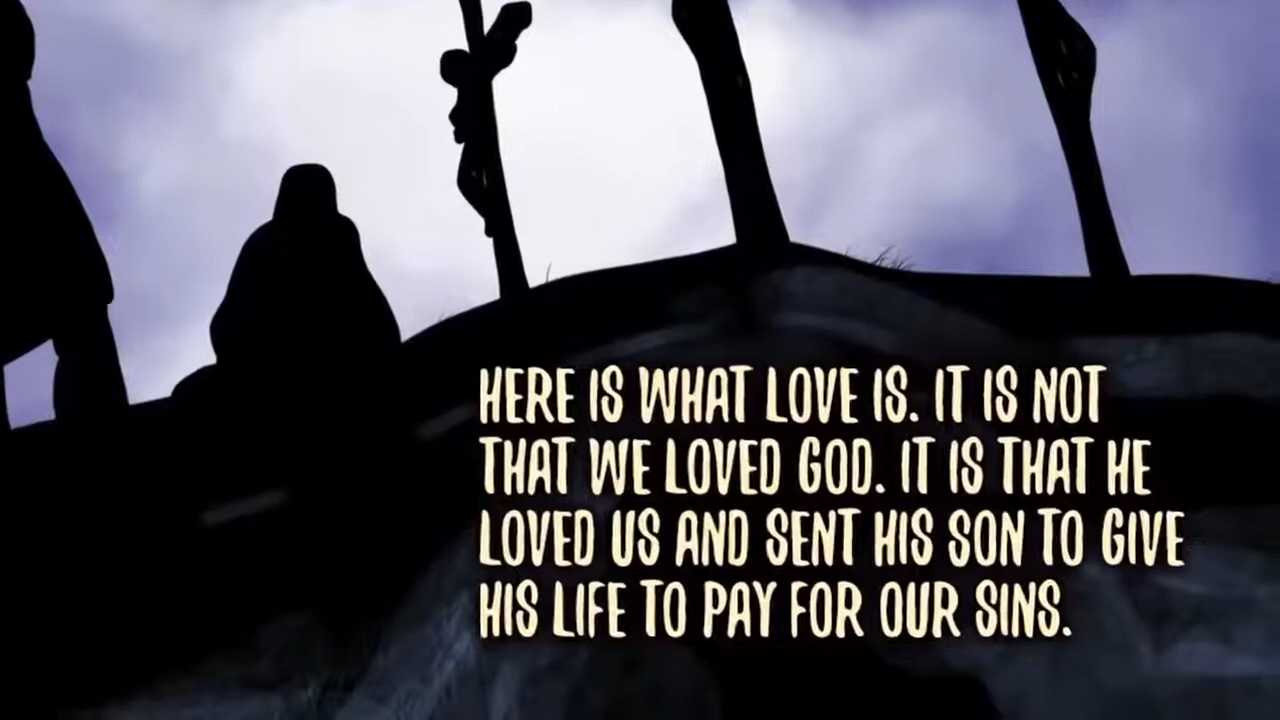 HERE IS WHAT LOVE IS. IT IS NOT
THAT WE LOVED GOD. IT IS THAT HE
LOVED US AND SENT HIS SON TO GIVE
HIS LIFE TO PAY FOR OUR SINS.